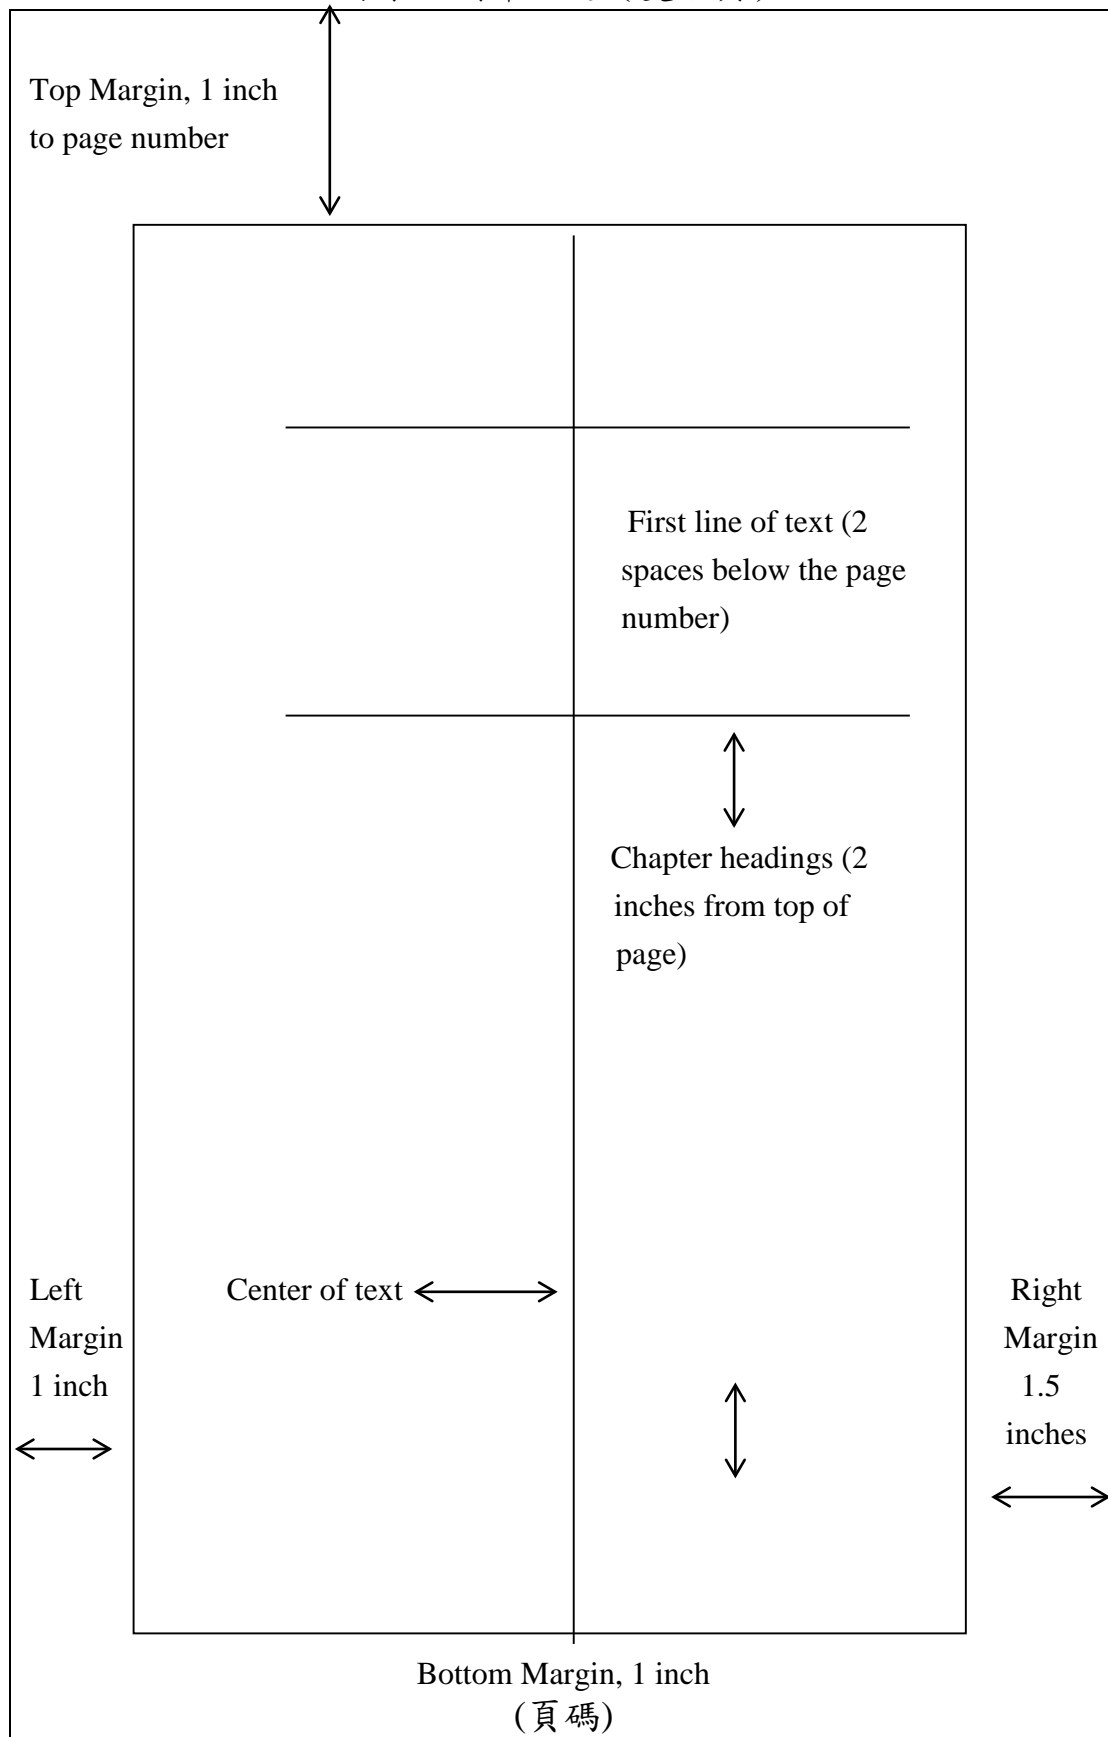 Top Margin, 1 inch
to page number
First line of text (2
spaces below the page
number)
Chapter headings (2
inches from top of
page)
Left
Margin
1 inch
Center of text
Right
Margin
1.5
inches
Bottom Margin, 1 inch
(頁碼)